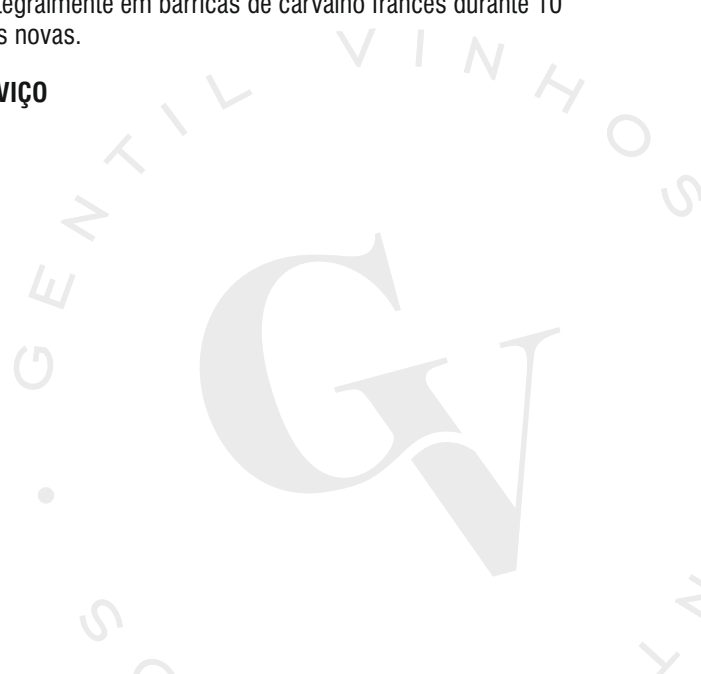 tegralmente em barricas de carvalho francês durante 10
s novas.
VIÇO
GENTIL VINHOS
GV